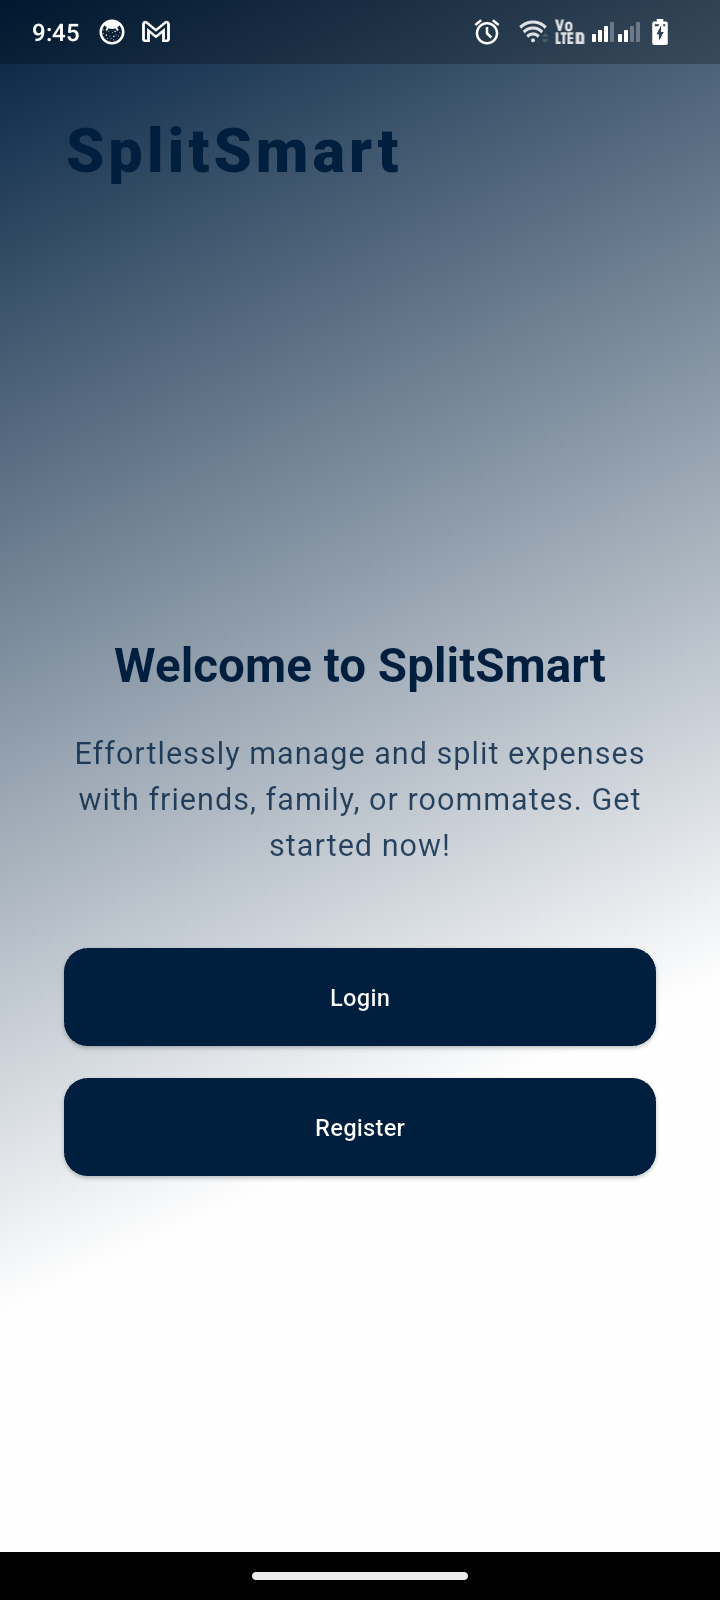 9:45
Vo
LTE
SplitSmart
Welcome to SplitSmart
Effortlessly manage and split expenses
with friends, family, or roommates. Get
started now!
Login
Register